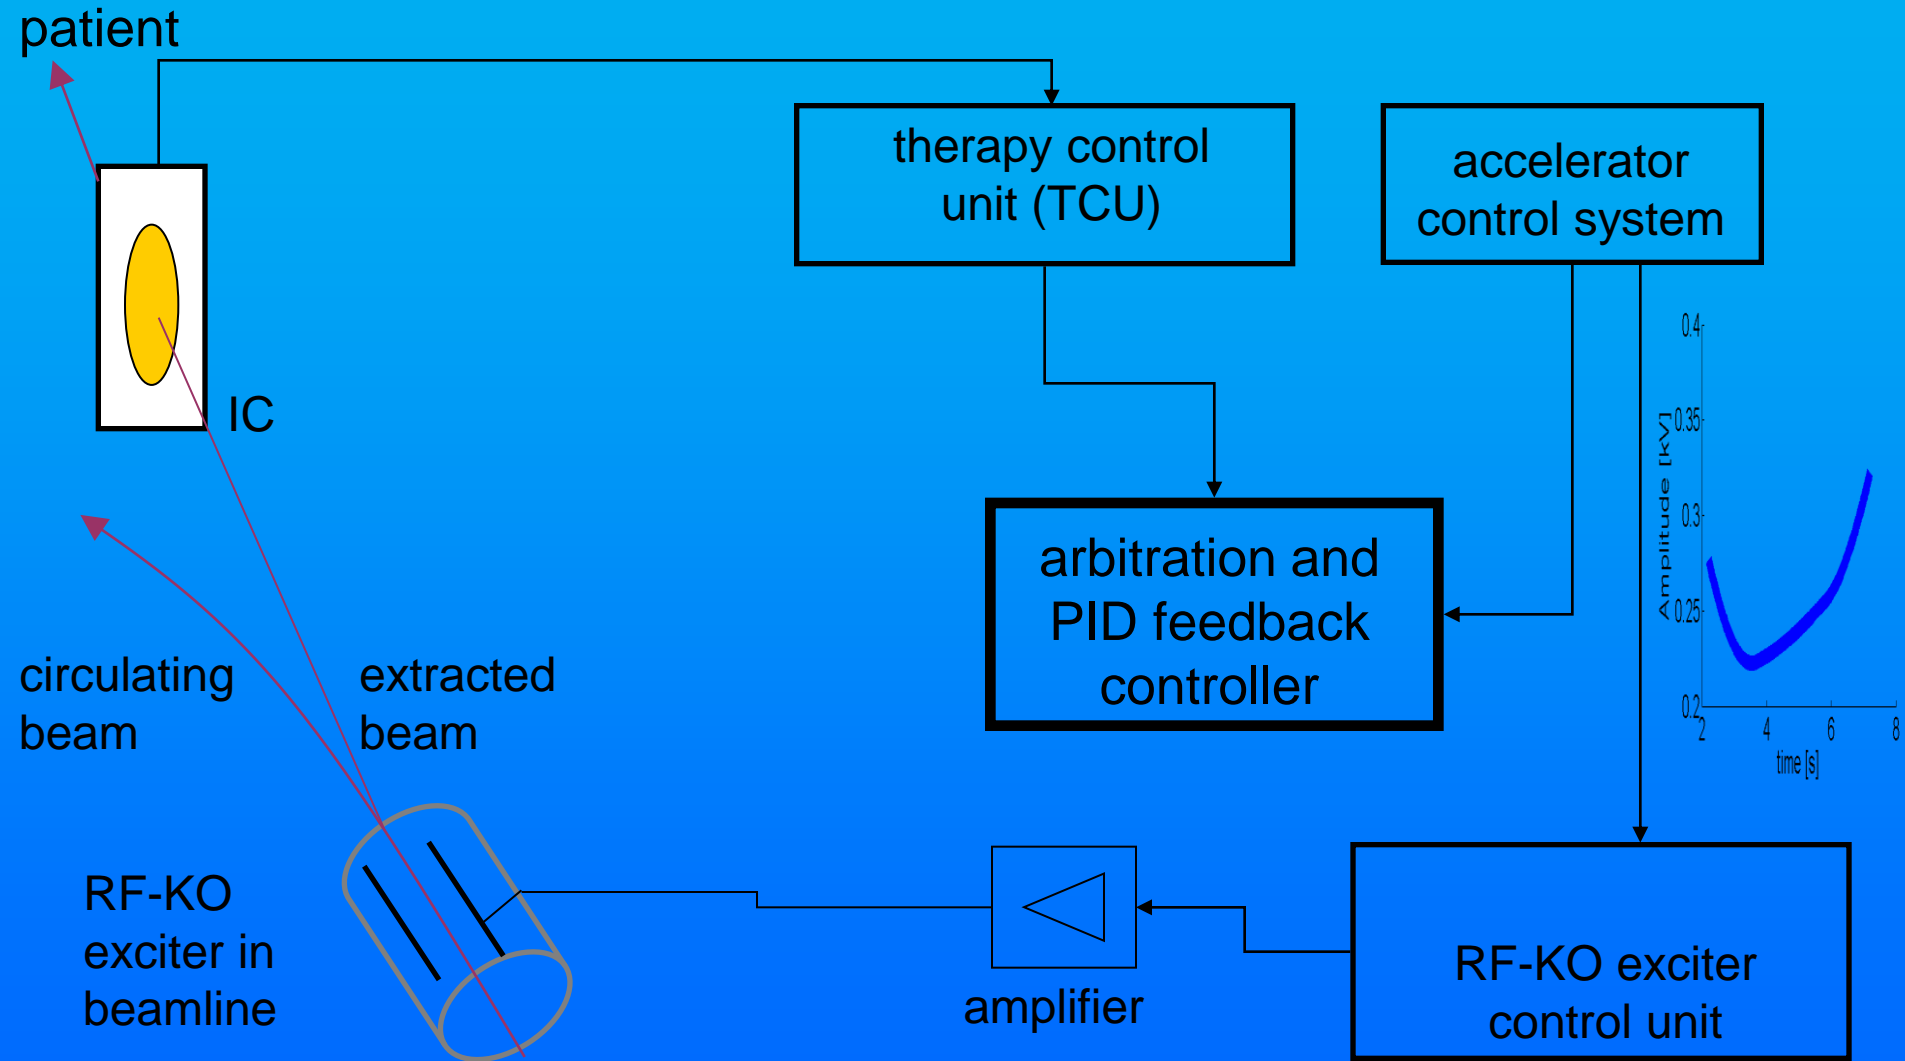 patient
therapy control
unit (TCU)
accelerator
control system
IC
arbitration and
PID feedback
controller
circulating
beam
extracted
beam
Amplitude [kV]
0.4
0.35
0.3
0.25
0.2
2 4 6 8
time [s]
RF-KO
exciter in
beamline
amplifier
RF-KO exciter
control unit